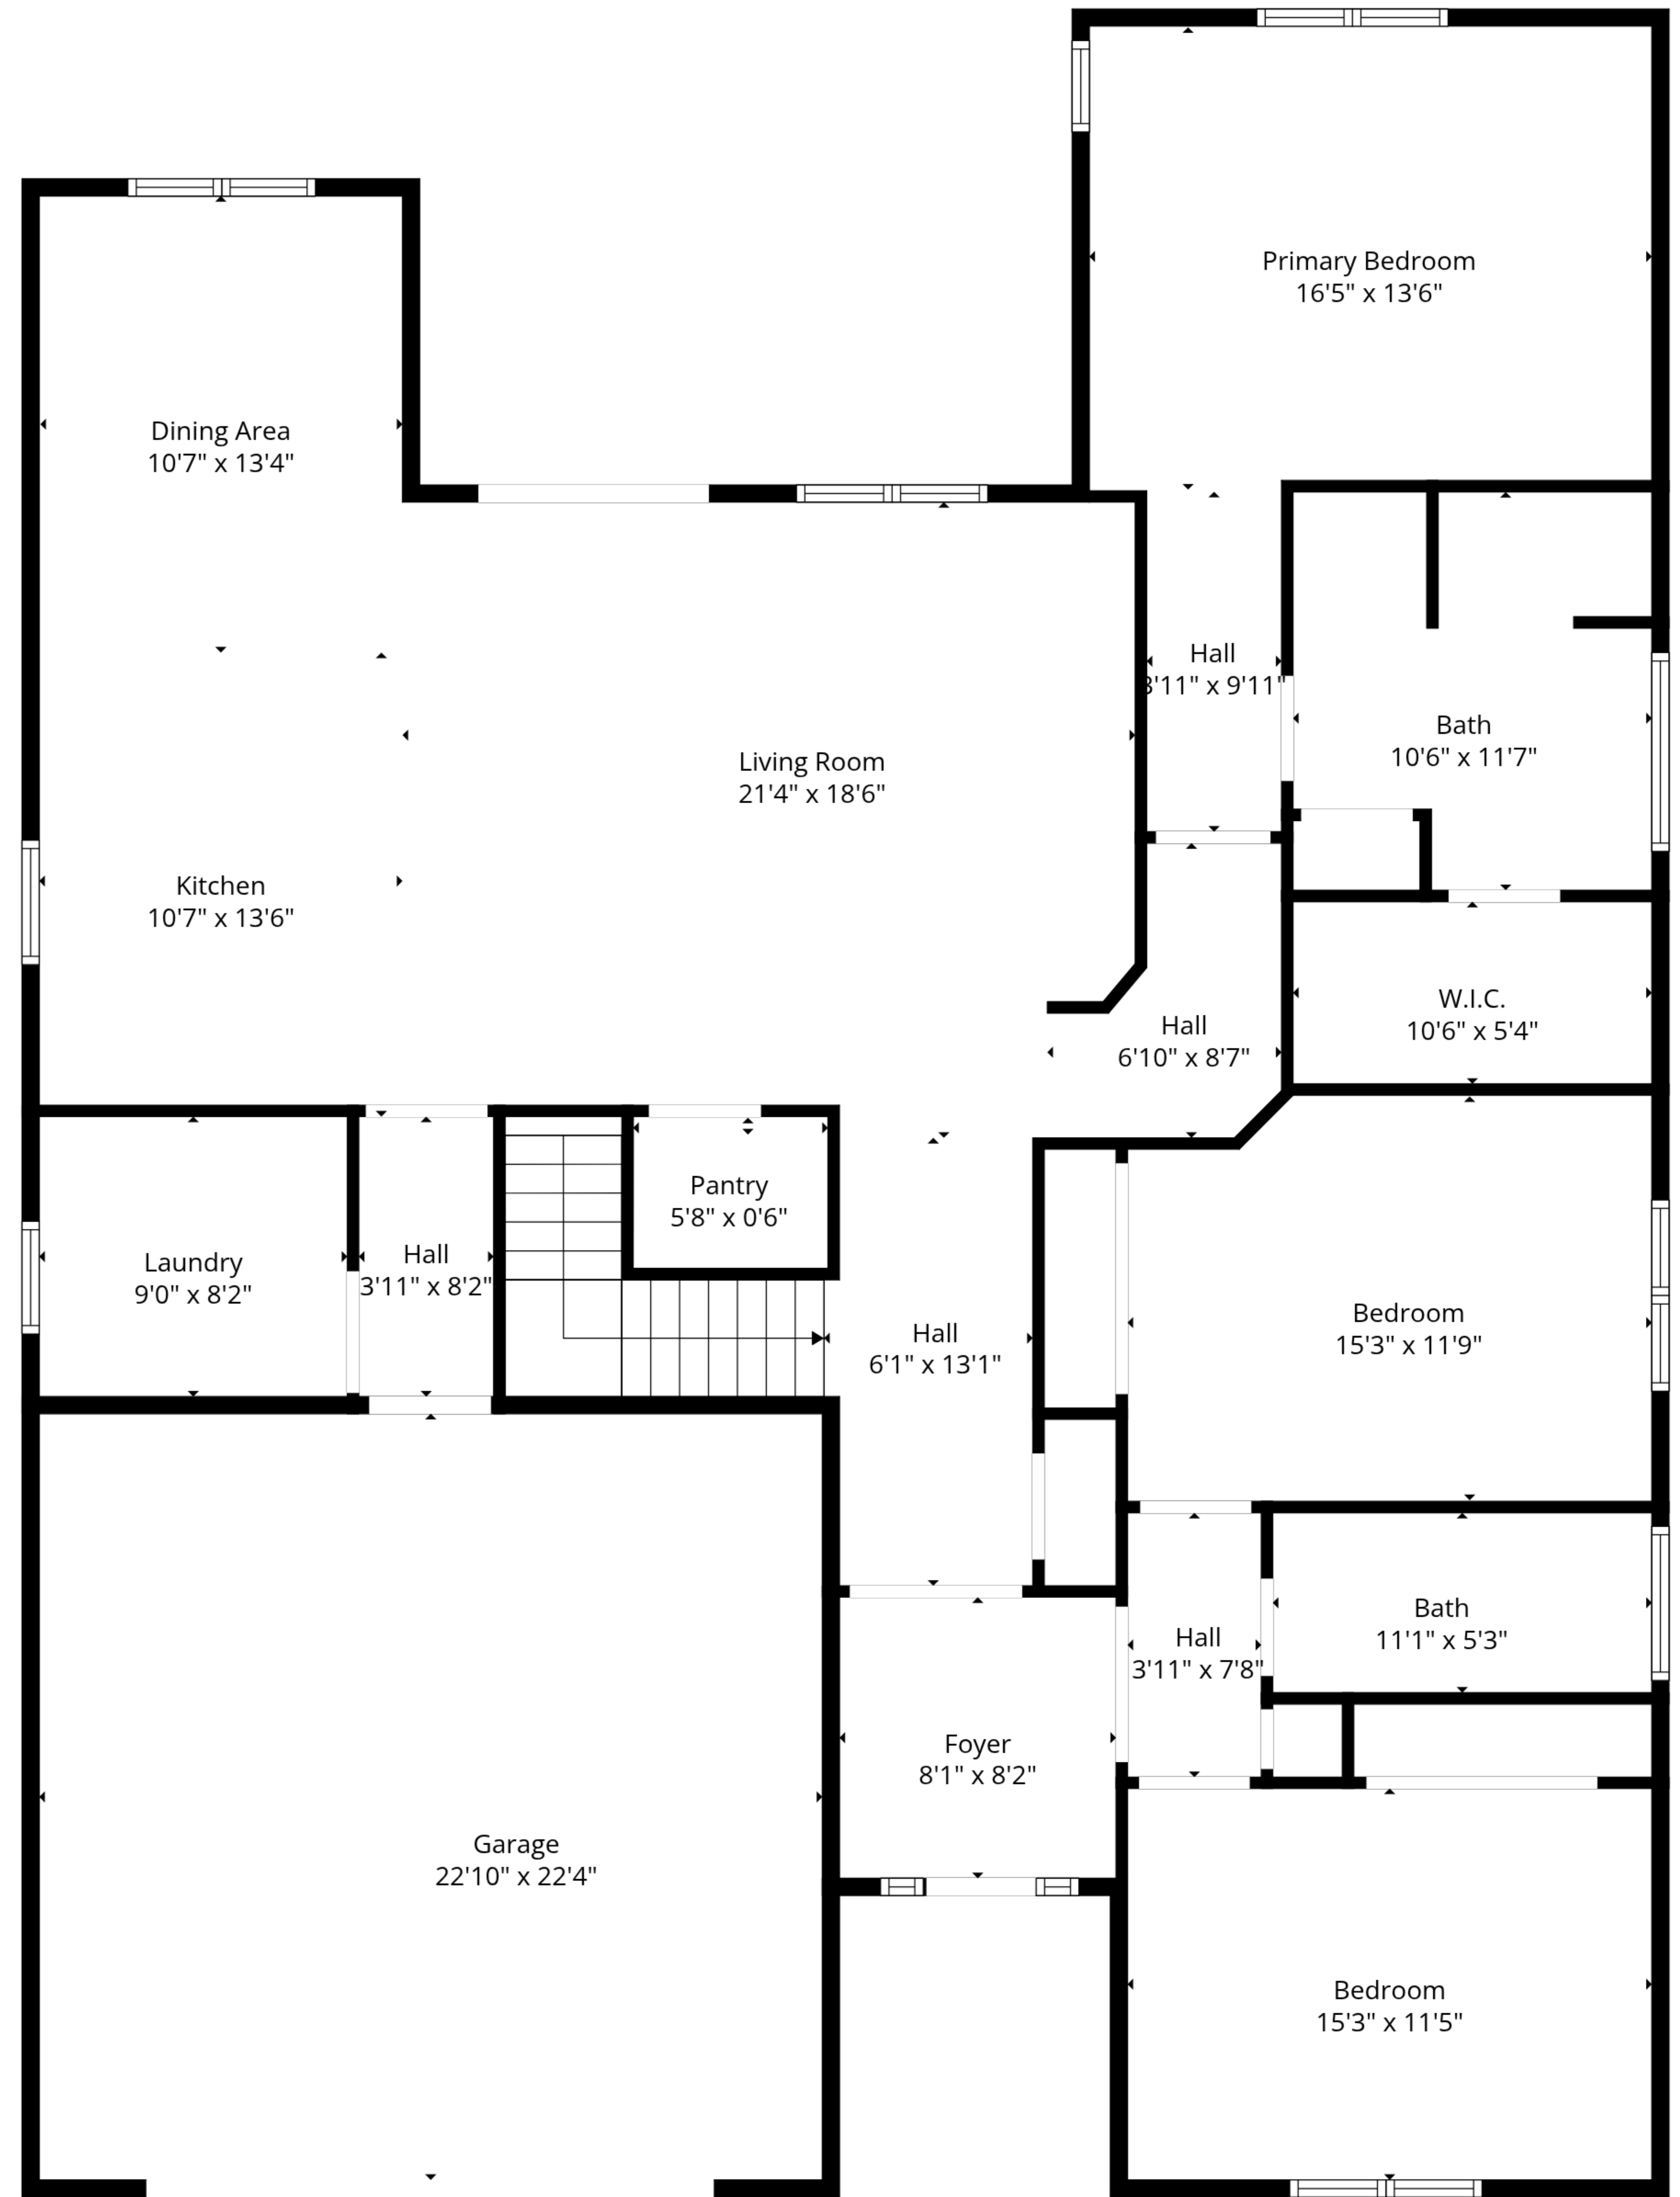 Primary Bedroom
16'5" x 13'6"
Dining Area
10'7" x 13'4"
Hall
3'11" x 9'11"
Bath
10'6" x 11'7"
Living Room
21'4" x 18'6"
Kitchen
10'7" x 13'6"
W.I.C.
10'6" x 5'4"
Hall
6'10" x 8'7"
Pantry
5'8" x 0'6"
Laundry
9'0" x 8'2"
Hall
3'11" x 8'2"
Hall
6'1" x 13'1"
Bedroom
15'3" x 11'9"
Bath
11'1" x 5'3"
Hall
3'11" x 7'8"
Foyer
8'1" x 8'2"
Garage
22'10" x 22'4"
Bedroom
15'3" x 11'5"